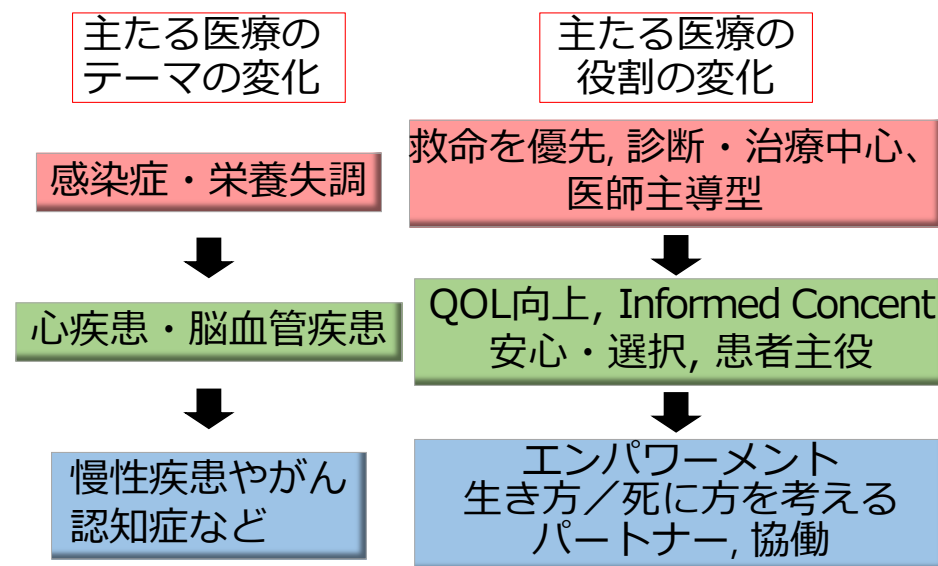 主たる医療の
テーマの変化
主たる医療の
役割の変化
感染症・栄養失調
救命を優先, 診断・治療中心、
医師主導型
心疾患・脳血管疾患
QOL向上, Informed Concent
安心・選択, 患者主役
慢性疾患やがん
認知症など
エンパワーメント
生き方／死に方を考える
パートナー, 協働